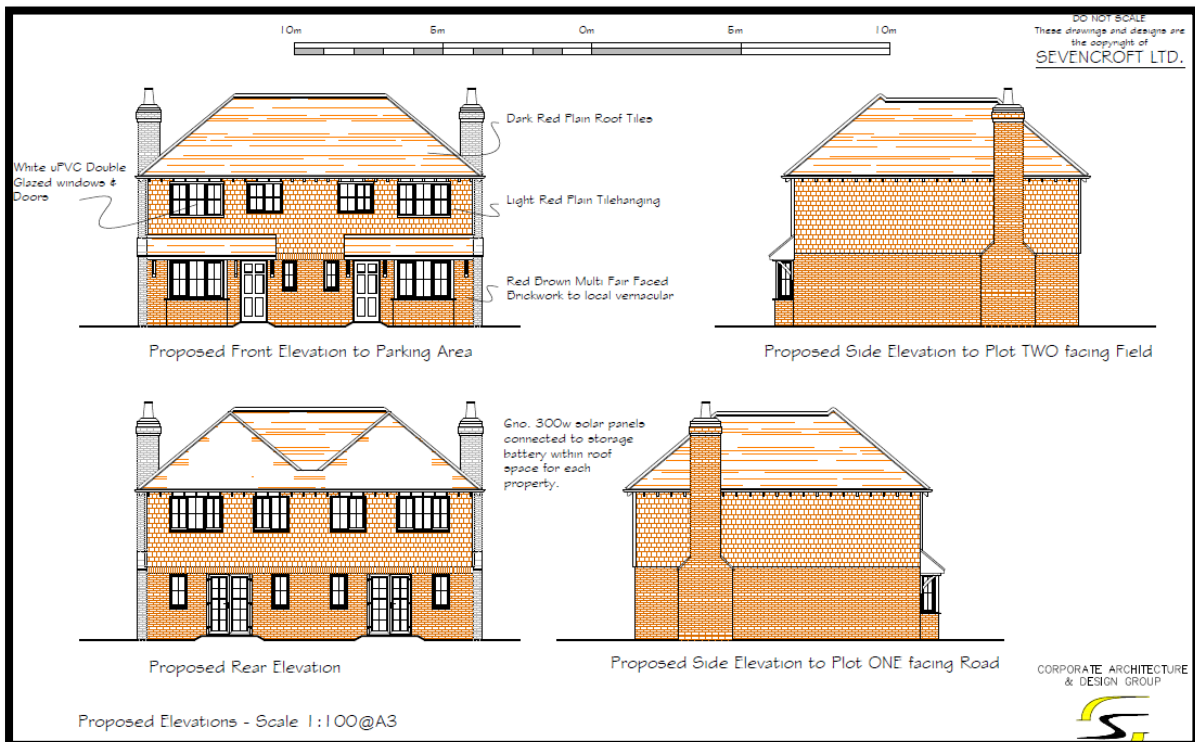 10m 5m 0m 5m 10m
DO NOT SCALE
These drawings and designs are
the copyright of
SEVENCROFT LTD.
White uPVC Double
Glazed windows &
Doors
Dark Red Plain Roof Tiles
Light Red Plain Tilehanging
Red Brown Multi Fair Faced
Brickwork to local vernacular
Proposed Front Elevation to Parking Area
Proposed Side Elevation to Plot TWO facing Field
6no. 300w solar panels
connected to storage
battery within roof
space for each
property.
Proposed Rear Elevation
Proposed Side Elevation to Plot ONE facing Road
CORPORATE ARCHITECTURE
& DESIGN GROUP
Proposed Elevations - Scale 1:100@A3